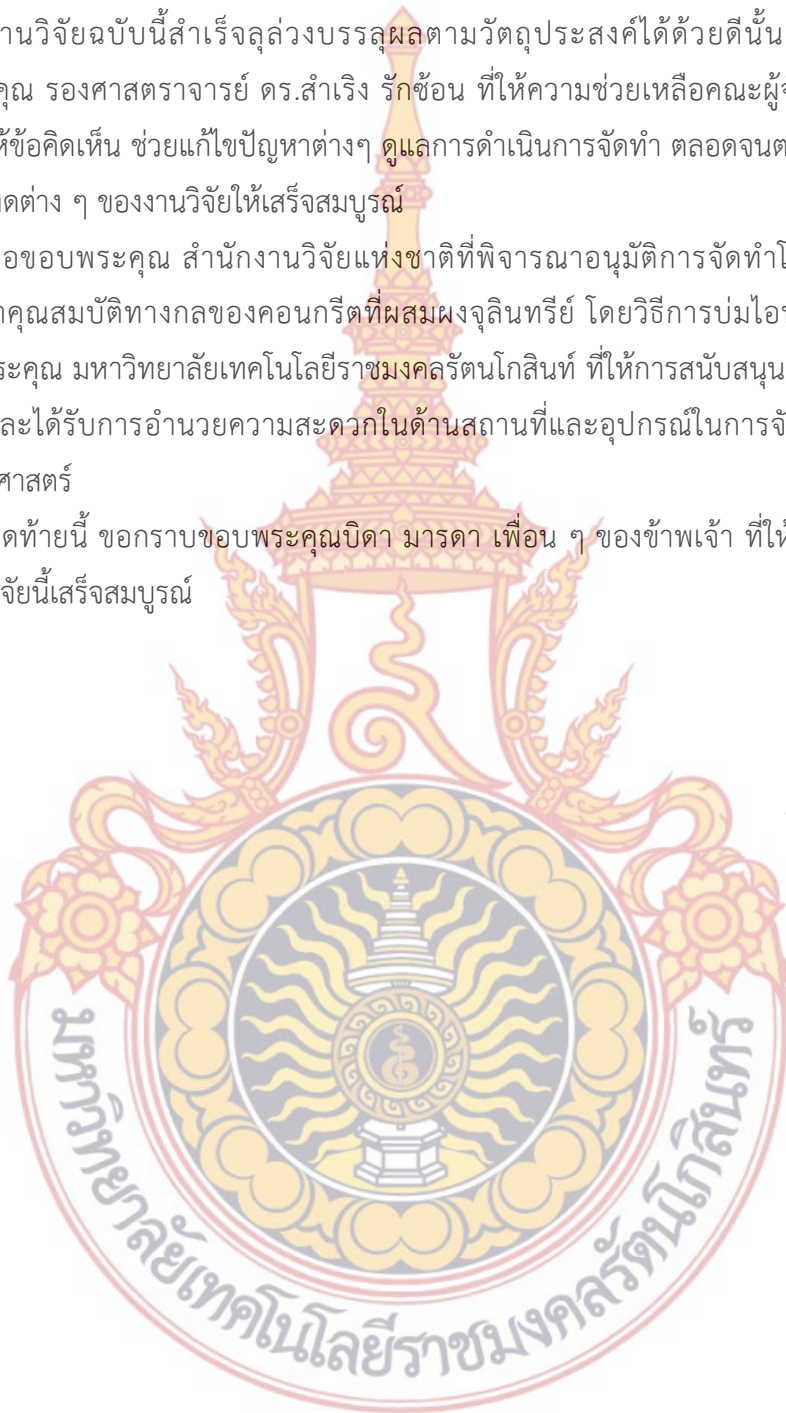 านวิจัยฉบับนี้สำเร็จลุล่วงบรรลุผลตามวัตถุประสงค์ได้ด้วยดีนั้น
คุณ รองศาสตราจารย์ ดร.สำเริง รักซ้อน ที่ให้ความช่วยเหลือคณะผู้จ
ห้ข้อคิดเห็น ช่วยแก้ไขปัญหาต่างๆ ดูแลการดำเนินการจัดทำ ตลอดจนต
าดต่าง ๆ ของงานวิจัยให้เสร็จสมบูรณ์
อขอบพระคุณ สำนักงานวิจัยแห่งชาติที่พิจารณาอนุมัติการจัดทำโ
าคุณสมบัติทางกลของคอนกรีตที่ผสมผงจุลินทรีย์ โดยวิธีการบ่มไอ
ระคุณ มหาวิทยาลัยเทคโนโลยีราชมงคลรัตนโกสินท์ ที่ให้การสนับสนุน
ละได้รับการอำนวยความสะดวกในด้านสถานที่และอุปกรณ์ในการจั
ศาสตร์
ดท้ายนี้ ขอกราบขอบพระคุณบิดา มารดา เพื่อน ๆ ของข้าพเจ้า ที่ให้
จัยนี้เสร็จสมบูรณ์
มหาวิทยาลัยเทคโนโลยีราชมงคลรัตนโกสินทร์